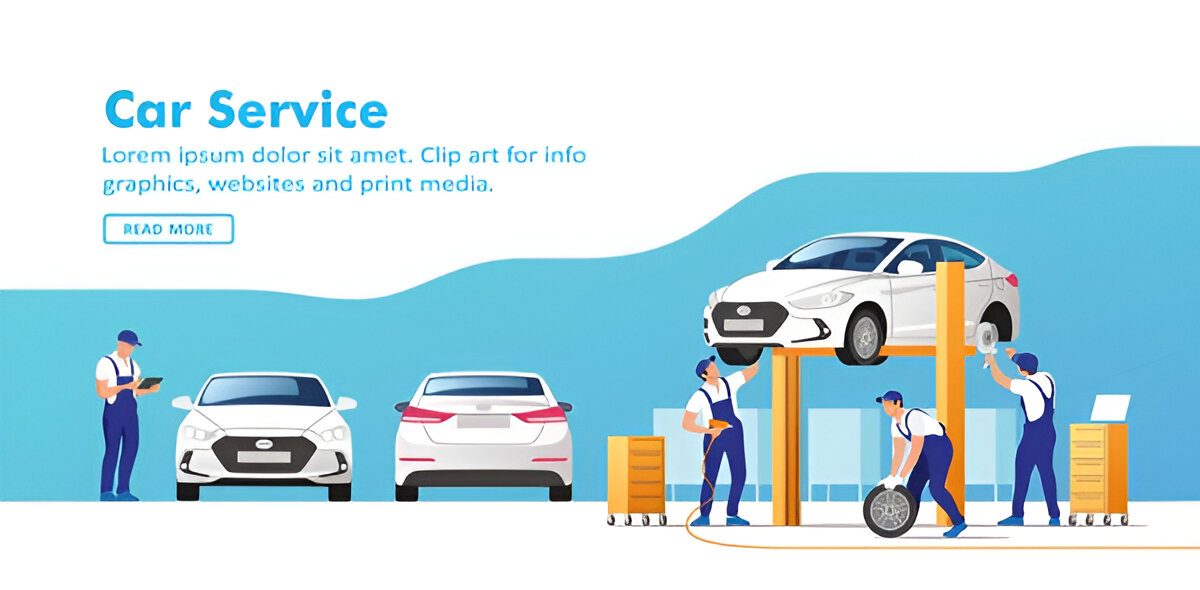 Car Service
Lorem ipsum dolor sit amet. Clip art for info
graphics, websites and print media.
READ MORE